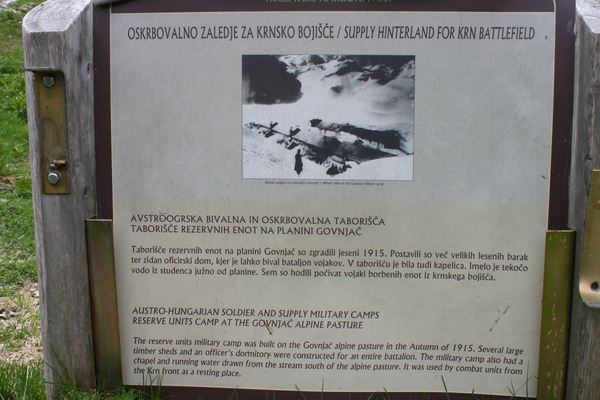 OSKRBOVALNO ZALEDJE ZA KRNSKO BOJIŠČE / SUPPLY HINTERLAND FOR KRN BATTLEFIELD
AVSTROOGRSKA BIVALNA IN OSKRBOVALNA TABORIŠČA
TABORIŠČE REZERVNIH ENOT NA PLANINI GOVNJAČ
Taborišče rezervnih enot na planini Govnjač so zgradili jeseni 1915. Postavili so več velikih lesenih barak
ter zidan oficirski dom, kjer je lahko bival bataljon vojakov. V taborišču je bila tudi kapelica. Imelo je tekočo
vodo iz studenca južno od planine. Sem so hodili počivat vojaki borbenih enot iz krnskega bojišča.
AUSTRO-HUNGARIAN SOLDIER AND SUPPLY MILITARY CAMPS
RESERVE UNITS CAMP AT THE GOVNJAČ ALPINE PASTURE
The reserve units military camp was built on the Govnjač alpine pasture in the Autumn of 1915. Several large
timber sheds and an officer's dormitory were constructed for an entire battalion. The military camp also had a
chapel and running water drawn from the stream south of the alpine pasture. It was used by combat units from
the Krn front as a resting place.